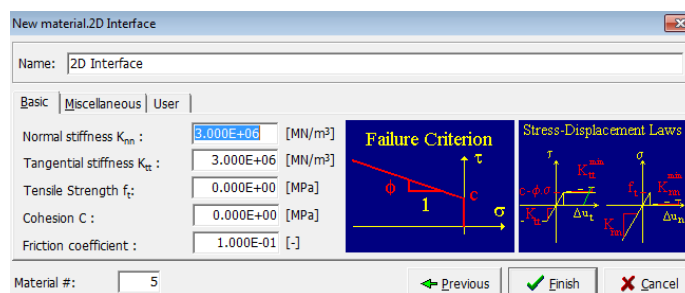 New material.2D Interface
Name: 2D Interface
Basic Miscellaneous User
Normal stiffness Knn : 3.000E+06 [MN/m³]
Tangential stiffness Ktt : 3.000E+06 [MN/m³]
Tensile Strength ft: 0.000E+00 [MPa]
Cohesion C : 0.000E+00 [MPa]
Friction coefficient : 1.000E-01 [-]
Failure Criterion
τ
ϕ
c
1
σ
Stress-Displacement Laws
τ
Kttmin
c-ϕ.σ
Ktt
Δut
σ
Knnmin
ft
Knn
Δun
Material #: 5
Previous Finish Cancel